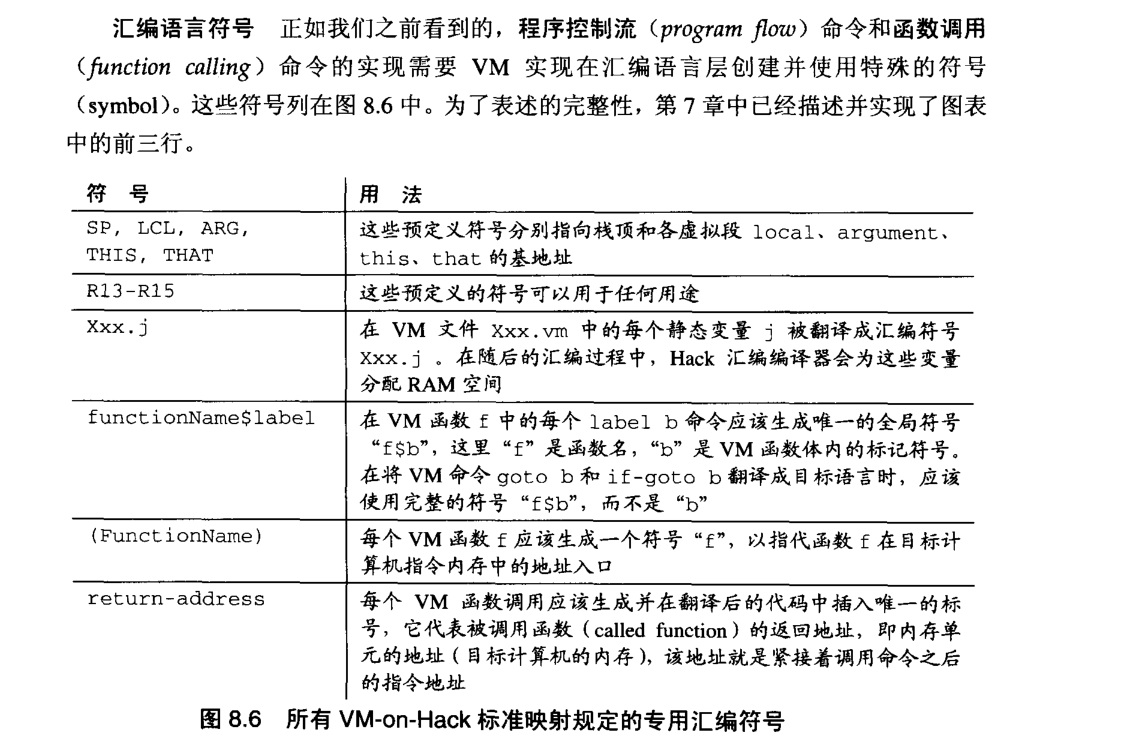 汇编语言符号 正如我们之前看到的，程序控制流（program flow）命令和函数调用
（function calling）命令的实现需要 VM 实现在汇编语言层创建并使用特殊的符号
（symbol）。这些符号列在图 8.6 中。为了表述的完整性，第 7 章中已经描述并实现了图表
中的前三行。
符 号
用 法
SP, LCL, ARG,
THIS, THAT
这些预定义符号分别指向栈顶和各虚拟段 local、argument、
this、that 的基地址
R13-R15
这些预定义的符号可以用于任何用途
Xxx.j
在 VM 文件 Xxx.vm 中的每个静态变量 j 被翻译成汇编符号
Xxx.j 。在随后的汇编过程中，Hack 汇编编译器会为这些变量
分配 RAM 空间
functionName$label
在 VM 函数 f 中的每个 label b 命令应该生成唯一的全局符号
“f$b”，这里“f”是函数名，“b”是 VM 函数体内的标记符号。
在将 VM 命令 goto b 和 if-goto b 翻译成目标语言时，应该
使用完整的符号“f$b”，而不是“b”
(FunctionName)
每个 VM 函数 f 应该生成一个符号“f”，以指代函数 f 在目标计
算机指令内存中的地址入口
return-address
每个 VM 函数调用应该生成并在翻译后的代码中插入唯一的标
号，它代表被调用函数（called function）的返回地址，即内存单
元的地址（目标计算机的内存），该地址就是紧接着调用命令之后
的指令地址
图 8.6 所有 VM-on-Hack 标准映射规定的专用汇编符号